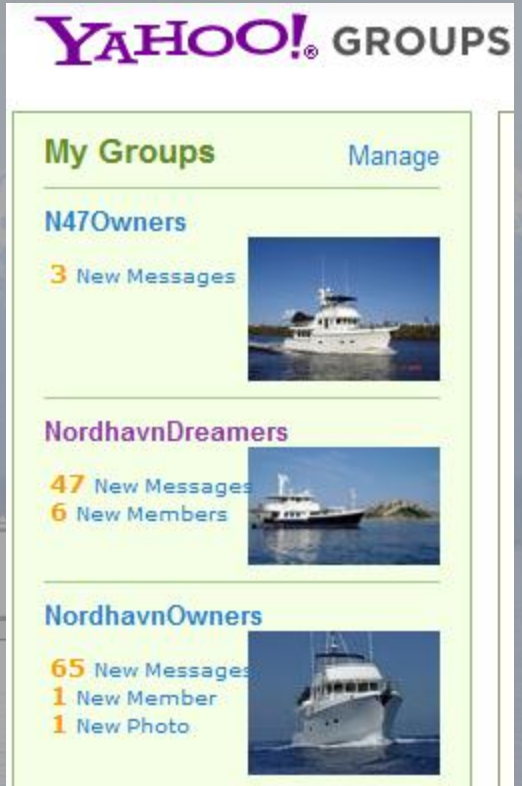 YAHOO!® GROUPS
My Groups Manage
N47Owners
3 New Messages
NordhavnDreamers
47 New Messages
6 New Members
NordhavnOwners
65 New Messages
1 New Member
1 New Photo